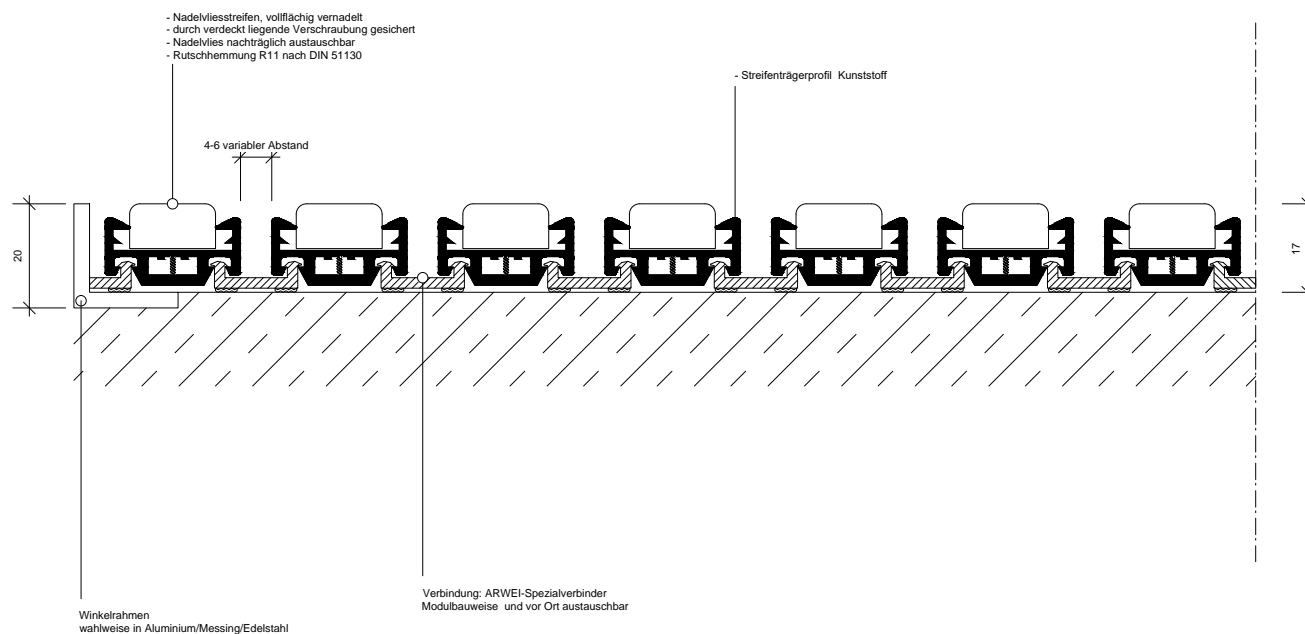 - Nadelvliesstreifen, vollflächig vernadelt
- durch verdeckt liegende Verschraubung gesichert
- Nadelvlies nachträglich austauschbar
- Rutschhemmung R11 nach DIN 51130
- Streifenträgerprofil Kunststoff
4-6 variabler Abstand
20
17
Verbindung: ARWEI-Spezialverbinder
Modulbauweise und vor Ort austauschbar
Winkelrahmen
wahlweise in Aluminium/Messing/Edelstahl